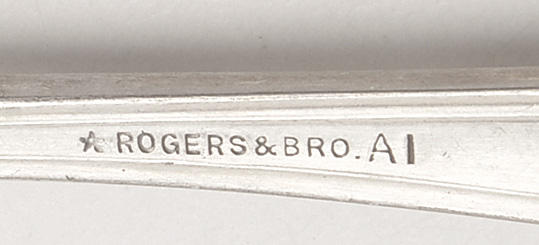 ★ ROGERS & BRO. A1